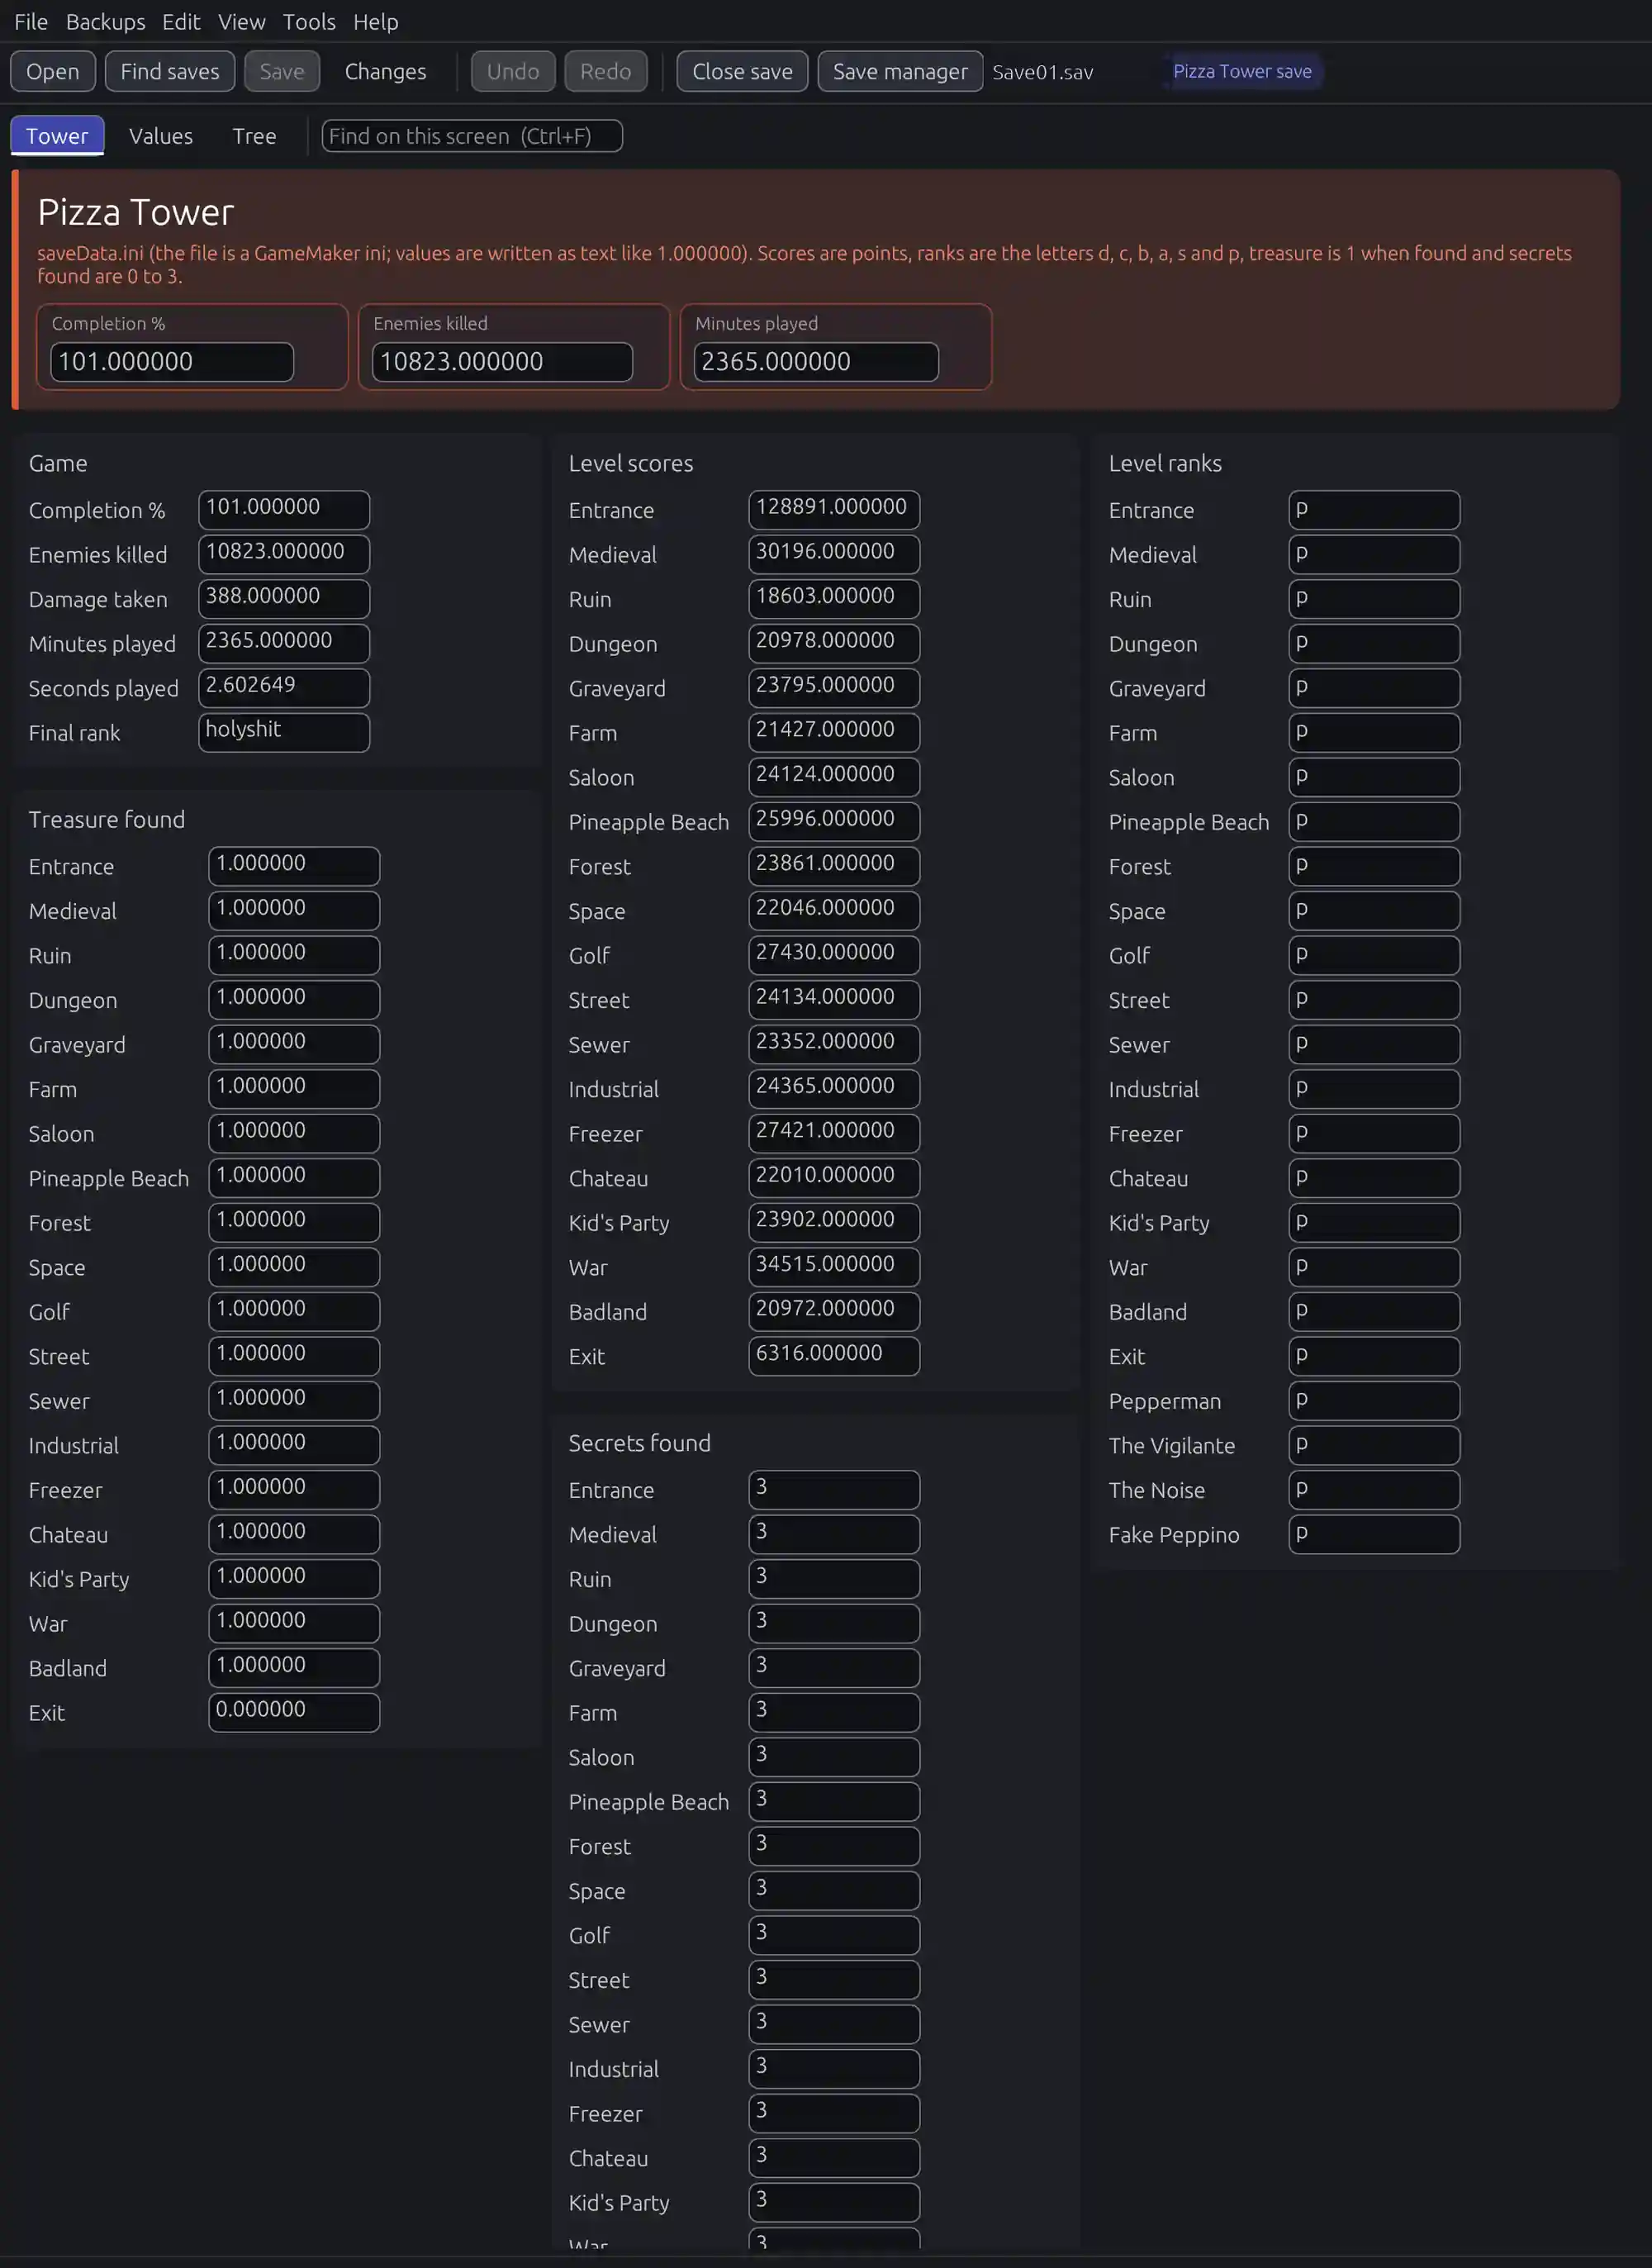 File Backups Edit View Tools Help
Open Find saves Save Changes Undo Redo Close save Save manager Save01.sav Pizza Tower save
Tower Values Tree Find on this screen (Ctrl+F)
Pizza Tower
saveData.ini (the file is a GameMaker ini; values are written as text like 1.000000). Scores are points, ranks are the letters d, c, b, a, s and p, treasure is 1 when found and secrets
found are 0 to 3.
Completion % Enemies killed Minutes played
101.000000 10823.000000 2365.000000
Game
Completion % 101.000000
Enemies killed 10823.000000
Damage taken 388.000000
Minutes played 2365.000000
Seconds played 2.602649
Final rank holyshit
Treasure found
Entrance 1.000000
Medieval 1.000000
Ruin 1.000000
Dungeon 1.000000
Graveyard 1.000000
Farm 1.000000
Saloon 1.000000
Pineapple Beach 1.000000
Forest 1.000000
Space 1.000000
Golf 1.000000
Street 1.000000
Sewer 1.000000
Industrial 1.000000
Freezer 1.000000
Chateau 1.000000
Kid's Party 1.000000
War 1.000000
Badland 1.000000
Exit 0.000000
Level scores
Entrance 128891.000000
Medieval 30196.000000
Ruin 18603.000000
Dungeon 20978.000000
Graveyard 23795.000000
Farm 21427.000000
Saloon 24124.000000
Pineapple Beach 25996.000000
Forest 23861.000000
Space 22046.000000
Golf 27430.000000
Street 24134.000000
Sewer 23352.000000
Industrial 24365.000000
Freezer 27421.000000
Chateau 22010.000000
Kid's Party 23902.000000
War 34515.000000
Badland 20972.000000
Exit 6316.000000
Secrets found
Entrance 3
Medieval 3
Ruin 3
Dungeon 3
Graveyard 3
Farm 3
Saloon 3
Pineapple Beach 3
Forest 3
Space 3
Golf 3
Street 3
Sewer 3
Industrial 3
Freezer 3
Chateau 3
Kid's Party 3
War 3
Level ranks
Entrance p
Medieval p
Ruin p
Dungeon p
Graveyard p
Farm p
Saloon p
Pineapple Beach p
Forest p
Space p
Golf p
Street p
Sewer p
Industrial p
Freezer p
Chateau p
Kid's Party p
War p
Badland p
Exit p
Pepperman p
The Vigilante p
The Noise p
Fake Peppino p